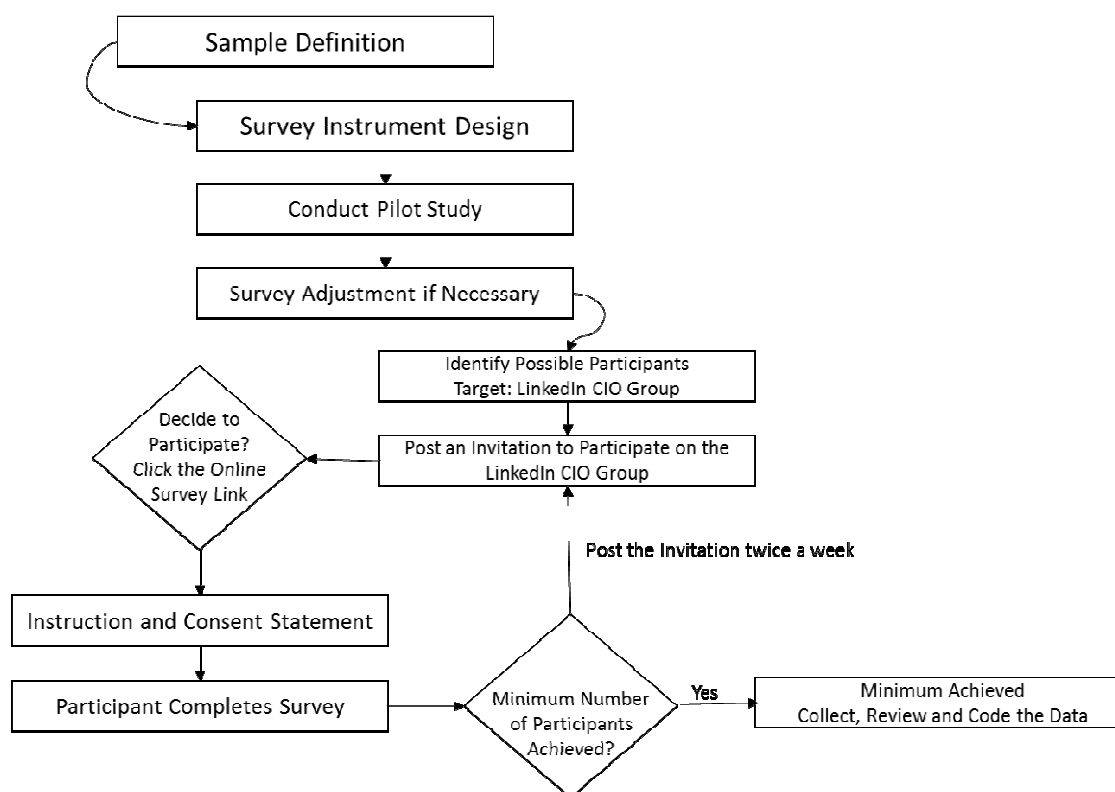 Sample Definition
Survey Instrument Design
Conduct Pilot Study
Survey Adjustment if Necessary
Identify Possible Participants
Target: LinkedIn CIO Group
Post an Invitation to Participate on the
LinkedIn CIO Group
Decide to
Participate?
Click the Online
Survey Link
Post the Invitation twice a week
Instruction and Consent Statement
Participant Completes Survey
Minimum Number
of Participants
Achieved?
Yes
Minimum Achieved
Collect, Review and Code the Data